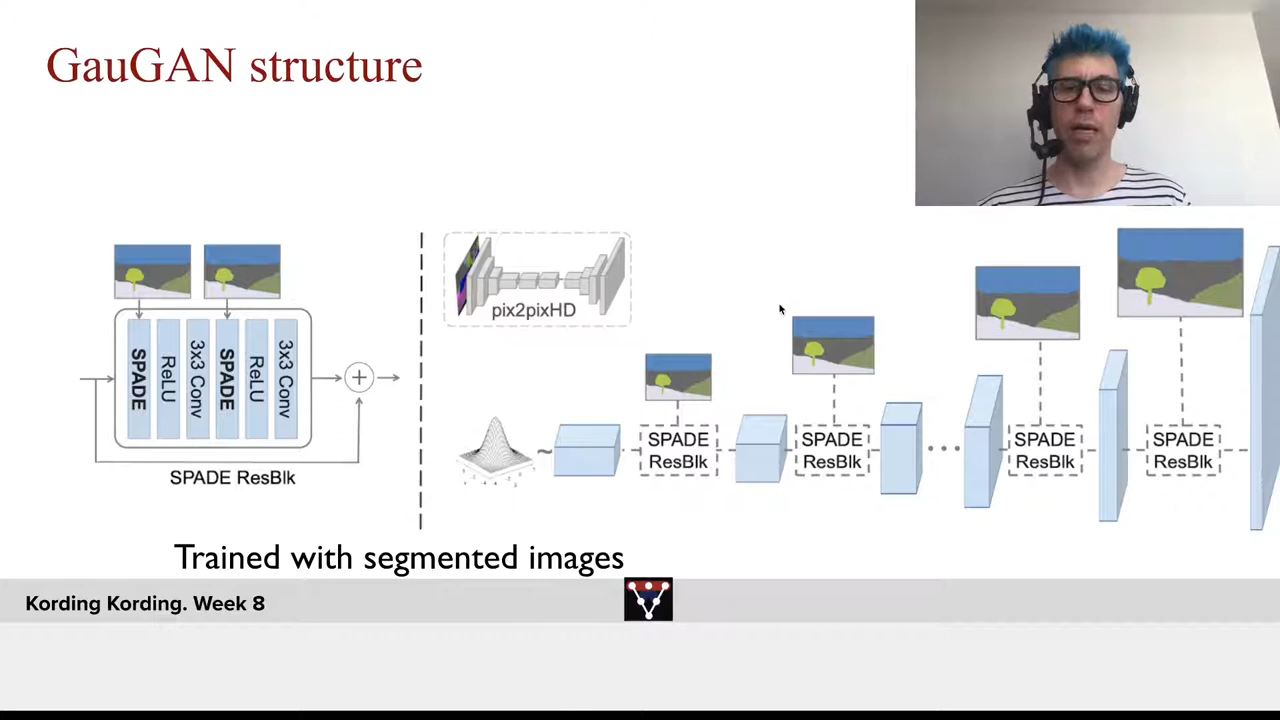 GauGAN structure
SPADE
ReLU
3x3 Conv
SPADE
ReLU
3x3 Conv
SPADE ResBlk
pix2pixHD
~
SPADE
ResBlk
SPADE
ResBlk
SPADE
ResBlk
SPADE
ResBlk
Trained with segmented images
Kording Kording. Week 8